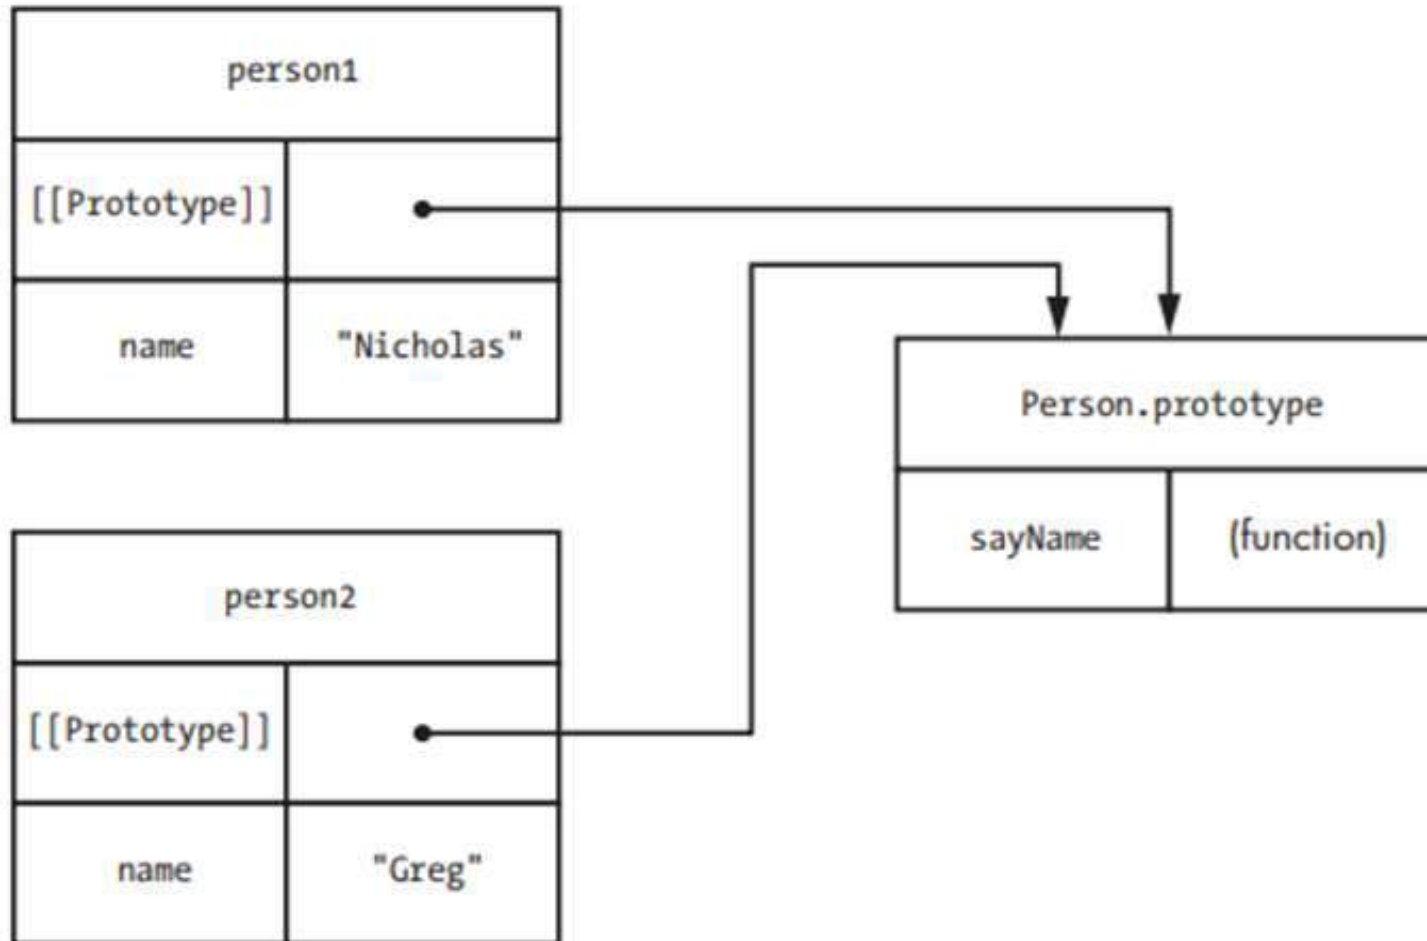 person1
[[Prototype]]
name "Nicholas"
Person.prototype
sayName (function)
person2
[[Prototype]]
name "Greg"